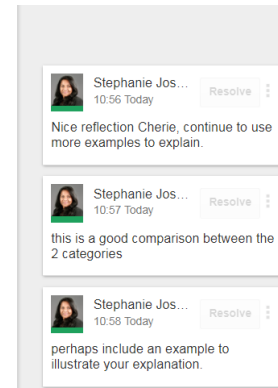 Stephanie Jos...
10:56 Today
Resolve
Nice reflection Cherie, continue to use
more examples to explain.
Stephanie Jos...
10:57 Today
Resolve
this is a good comparison between the
2 categories
Stephanie Jos...
10:58 Today
Resolve
perhaps include an example to
illustrate your explanation.